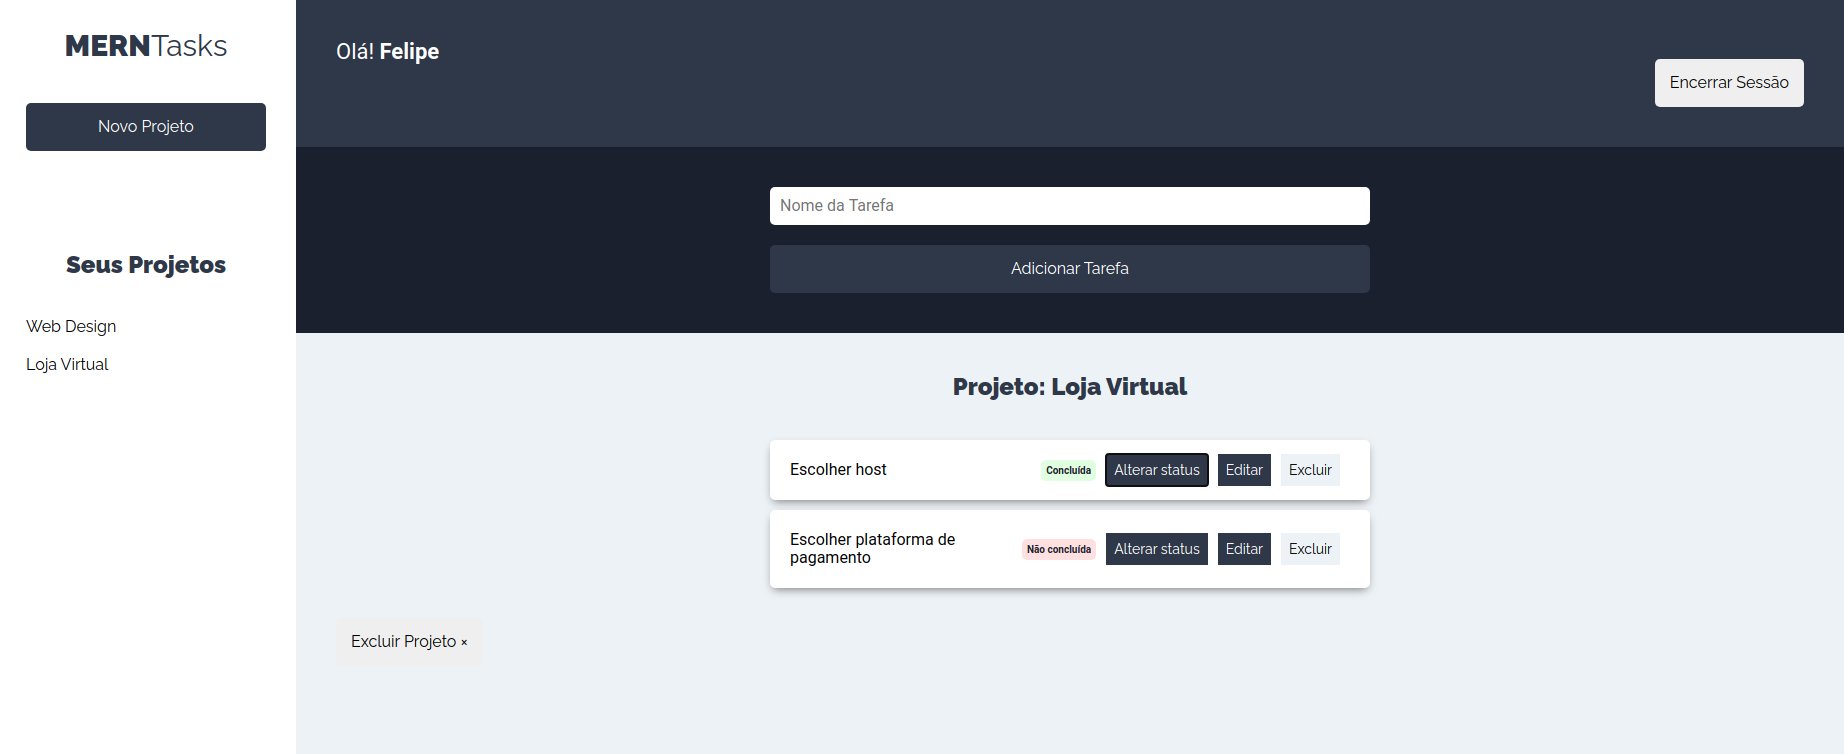 MERNTasks
Novo Projeto
Seus Projetos
Web Design
Loja Virtual
Olá! Felipe
Encerrar Sessão
Nome da Tarefa
Adicionar Tarefa
Projeto: Loja Virtual
Escolher host Concluída Alterar status Editar Excluir
Escolher plataforma de
pagamento Não concluída Alterar status Editar Excluir
Excluir Projeto ×